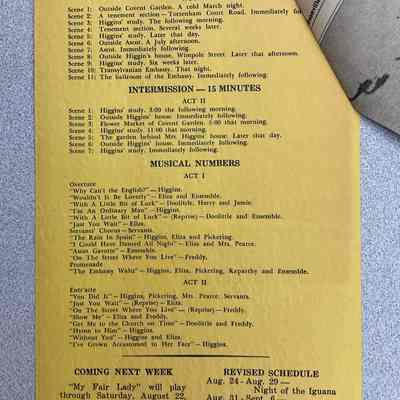 Scene 1: Outside Covent Garden. A cold March night.
Scene 2: A tenement section — Tottenham Court Road. Immediately
Scene 3: Higgins' study. The following morning.
Scene 4: Tenement section. Several weeks later.
Scene 5: Higgins' study. Later that day.
Scene 6: Outside Ascot. A July afternoon.
Scene 7: Ascot. Immediately following.
Scene 8: Outside Higgin's house, Wimpole Street. Later that afternoon.
Scene 9: Higgins' study. Six weeks later.
Scene 10: Transylvanian Embassy. That night.
Scene 11: The ballroom of the Embassy. Immediately following.
INTERMISSION — 15 MINUTES
ACT II
Scene 1: Higgins' study. 3:00 the following morning.
Scene 2: Outside Higgins' house. Immediately following.
Scene 3: Flower Market of Covent Garden. 5:00 that morning.
Scene 4: Higgins' study. 11:00 that morning.
Scene 5: The garden behind Mrs. Higgins' house. Later that day.
Scene 6: Outside Higgins' house. Immediately following.
Scene 7: Higgins' study. Immediately following.
MUSICAL NUMBERS
ACT I
Overture
"Why Can't the English?" — Higgins.
"Wouldn't It Be Loverly" — Eliza and Ensemble.
"With A Little Bit of Luck" — Doolittle, Harry and Jamie.
"I'm An Ordinary Man" — Higgins.
"With A Little Bit of Luck" — (Reprise) — Doolittle and Ensemble.
"Just You Wait" — Eliza.
Servants' Chorus — Servants.
"The Rain In Spain" — Higgins, Eliza and Pickering.
"I Could Have Danced All Night" — Eliza and Mrs. Pearce.
"Ascot Gavotte" — Ensemble.
"On The Street Where You Live" — Freddy.
Promenade
"The Embassy Waltz" — Higgins, Eliza, Pickering, Karparthy and Ensemble.
ACT II
Entr'acte
"You Did It" — Higgins, Pickering, Mrs. Pearce, Servants.
"Just You Wait" — (Reprise) — Eliza.
"On The Street Where You Live" — (Reprise) — Freddy.
"Show Me" — Eliza and Freddy.
"Get Me to the Church on Time" — Doolittle and Freddy.
"Hymn to Him" — Higgins.
"Without You" — Higgins and Eliza.
"I've Grown Accustomed to Her Face" — Higgins.
COMING NEXT WEEK
"My Fair Lady" will play
through Saturday, August 22,
REVISED SCHEDULE
Aug. 24 - Aug. 29 —
Night of the Iguana
Aug. 31 - Sept. 6 —